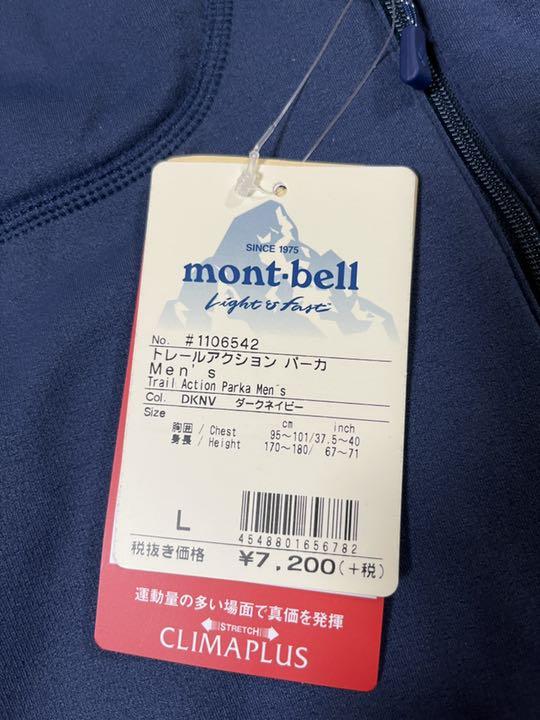 SINCE 1975
mont-bell
Light & Fast
No. #1106542
トレールアクション パーカ
Men's
Trail Action Parka Men's
Col. DKNV ダークネイビー
Size
cm inch
胸囲 / Chest 95〜101/37.5〜40
身長 / Height 170〜180/ 67〜71
L
4548801656782
税抜き価格 ¥7,200(+税)
運動量の多い場面で真価を発揮
STRETCH
CLIMAPLUS